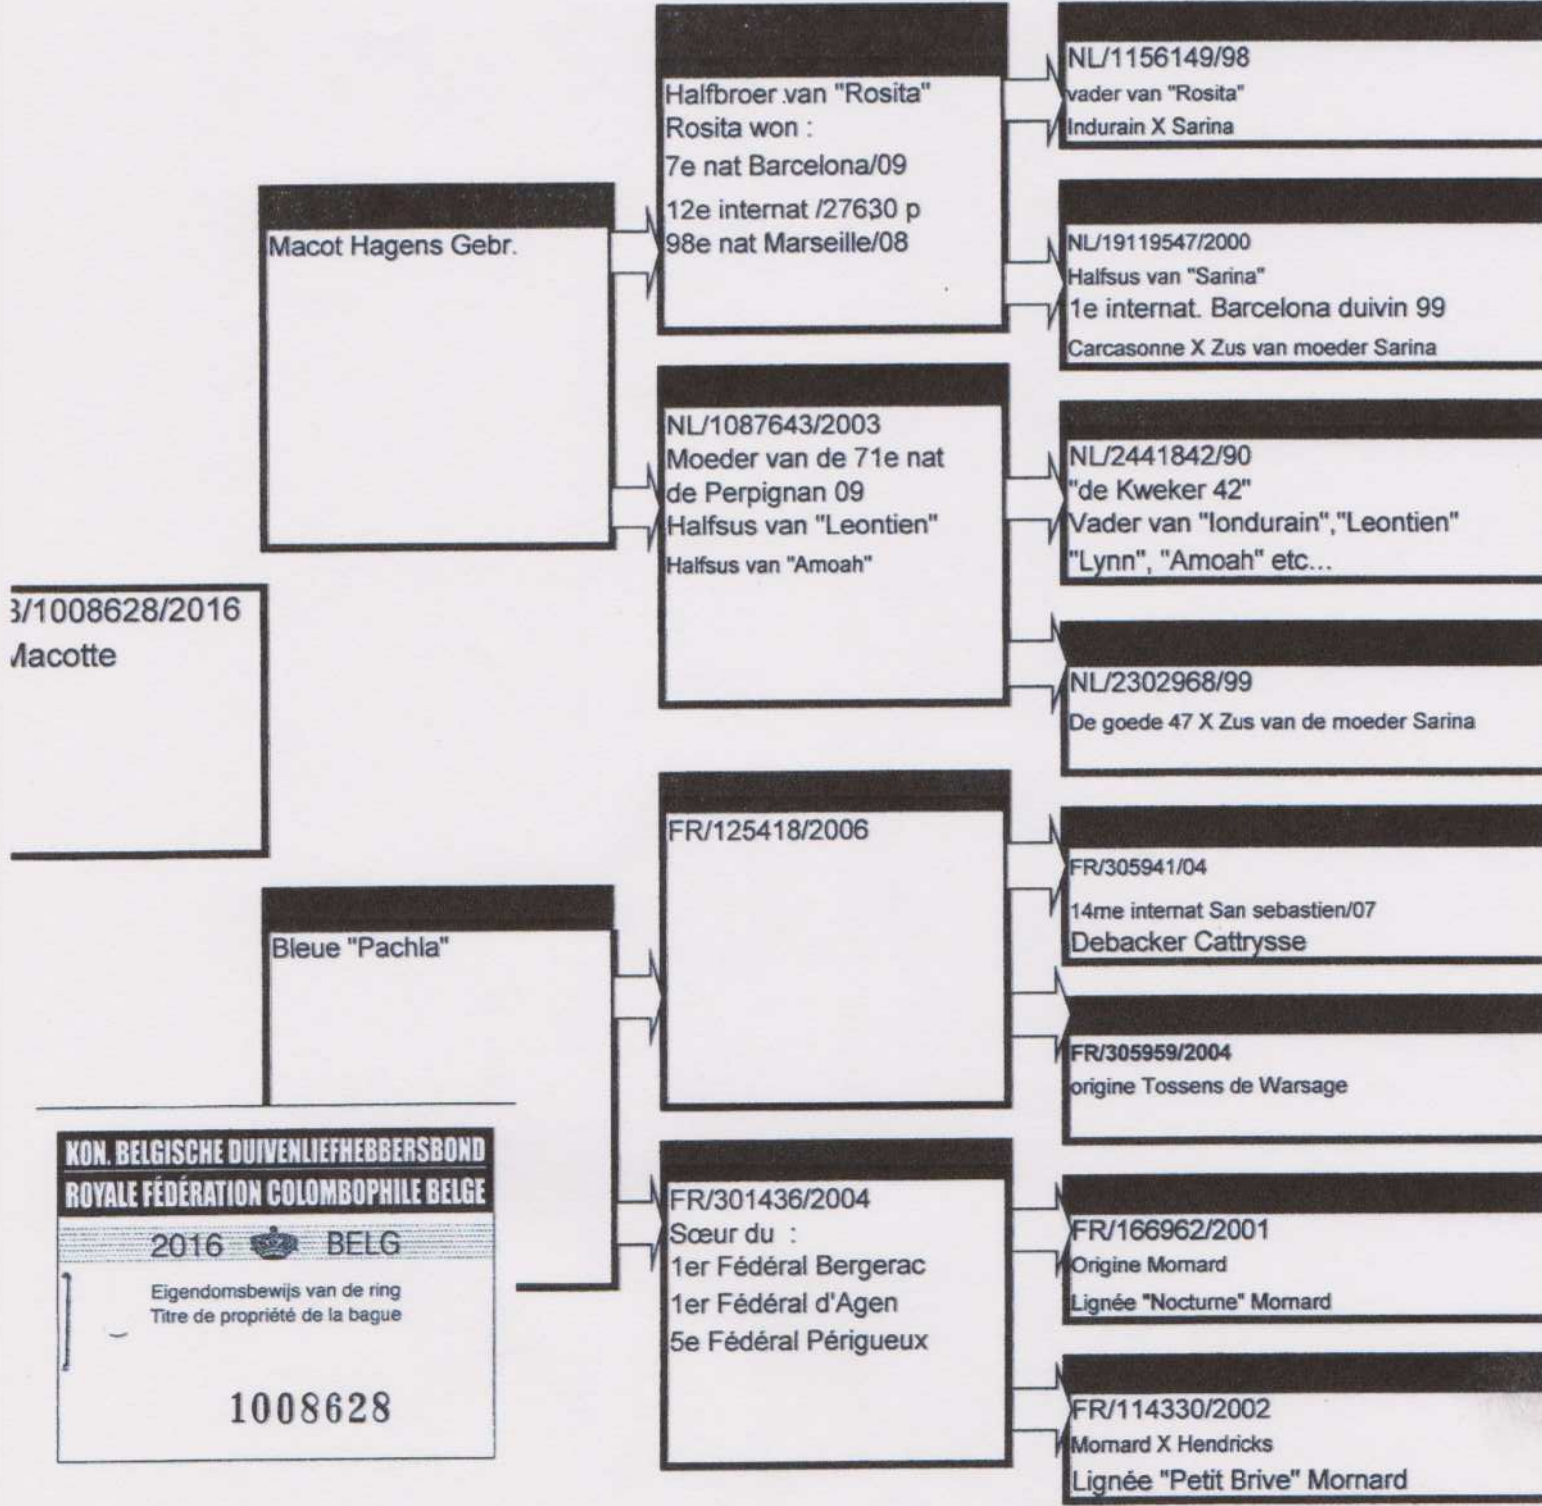 3/1008628/2016
Macotte
Macot Hagens Gebr.
Bleue "Pachla"
Halfbroer van "Rosita"
Rosita won :
7e nat Barcelona/09
12e internat /27630 p
98e nat Marseille/08
NL/1087643/2003
Moeder van de 71e nat
de Perpignan 09
Halfsus van "Leontien"
Halfsus van "Amoah"
FR/125418/2006
FR/301436/2004
Sœur du :
1er Fédéral Bergerac
1er Fédéral d'Agen
5e Fédéral Périgueux
NL/1156149/98
vader van "Rosita"
Indurain X Sarina
NL/19119547/2000
Halfsus van "Sarina"
1e internat. Barcelona duivin 99
Carcasonne X Zus van moeder Sarina
NL/2441842/90
"de Kweker 42"
Vader van "Iondurain","Leontien"
"Lynn", "Amoah" etc...
NL/2302968/99
De goede 47 X Zus van de moeder Sarina
FR/305941/04
14me internat San sebastien/07
Debacker Cattrysse
FR/305959/2004
origine Tossens de Warsage
FR/166962/2001
Origine Mornard
Lignée "Nocturne" Mornard
FR/114330/2002
Mornard X Hendricks
Lignée "Petit Brive" Mornard
KON. BELGISCHE DUIVENLIEFHEBBERSBOND
ROYALE FÉDÉRATION COLOMBOPHILE BELGE
2016 BELG
Eigendomsbewijs van de ring
Titre de propriété de la bague
1008628